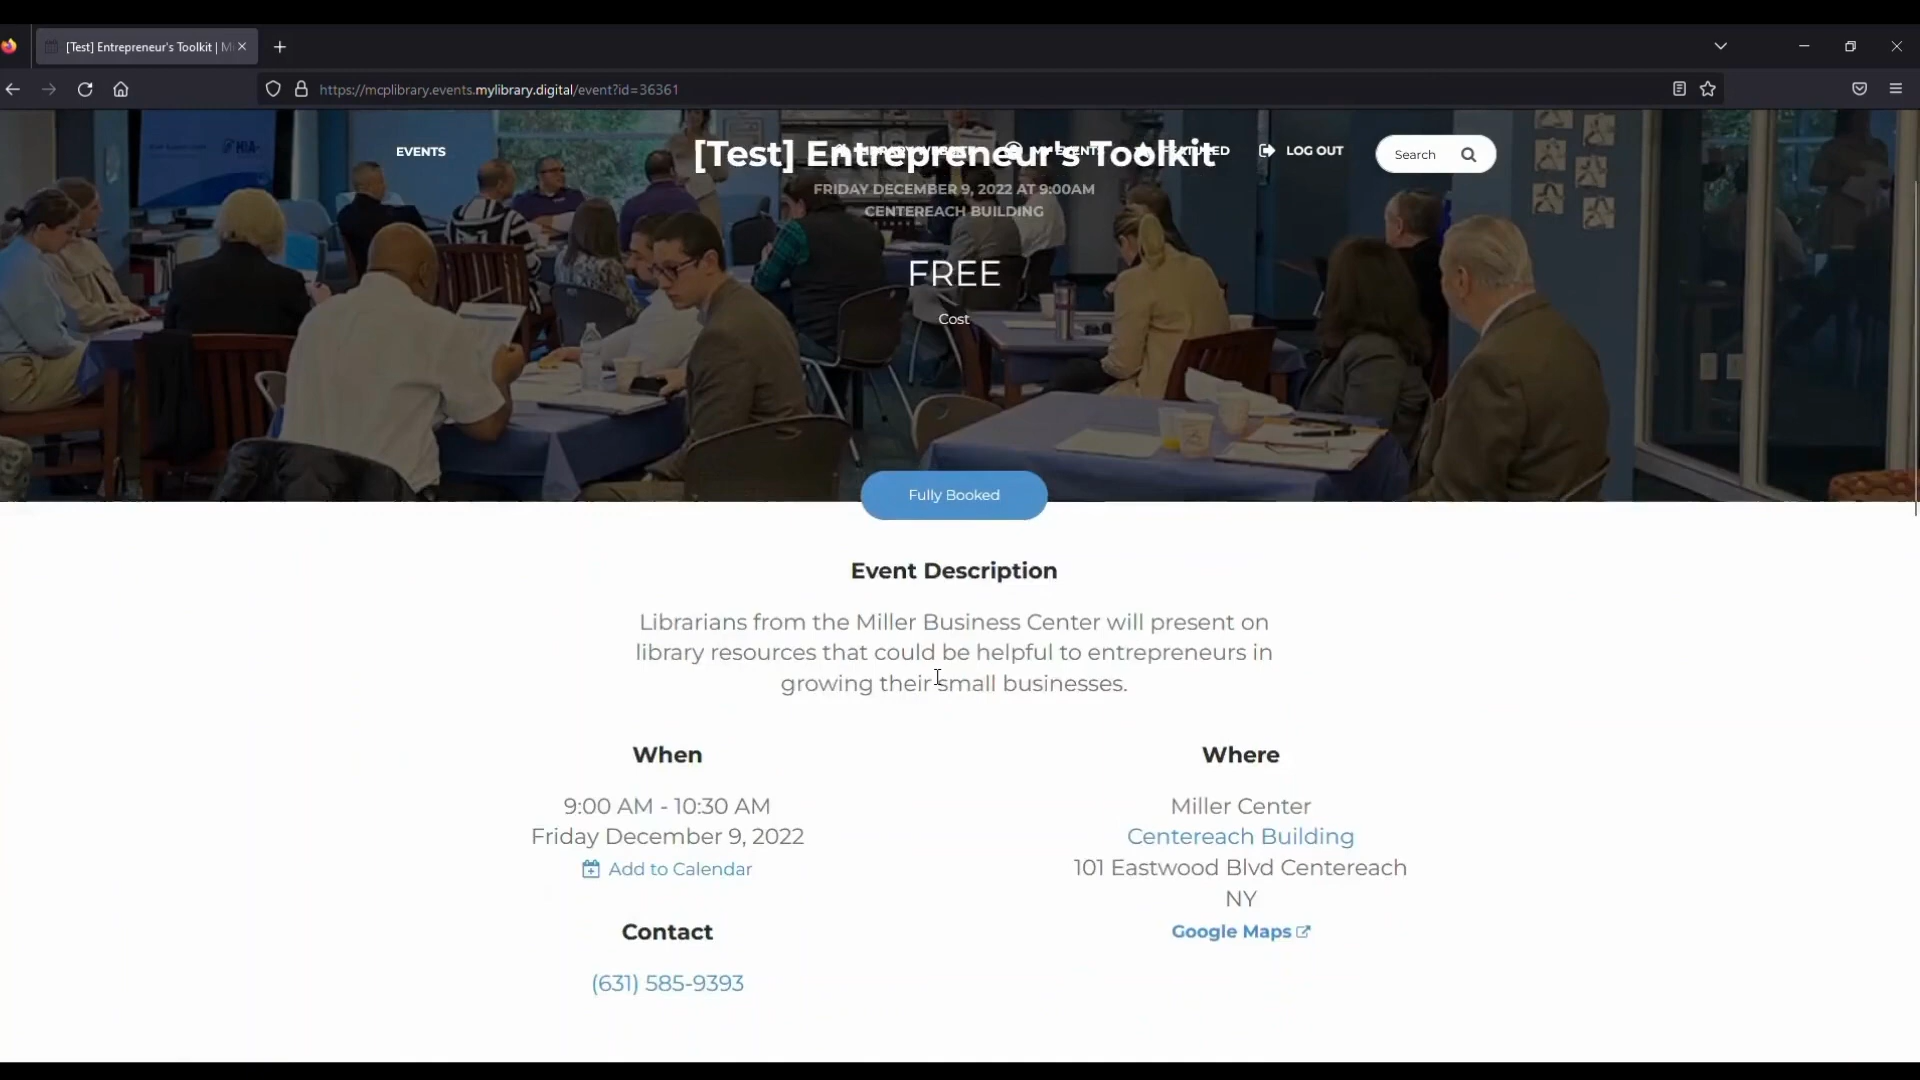 [Test] Entrepreneur's Toolkit | M
https://mcplibrary.events.mylibrary.digital/event?id=36361
EVENTS
LOG OUT
Search
[Test] Entrepreneur's Toolkit
FRIDAY DECEMBER 9, 2022 AT 9:00AM
CENTEREACH BUILDING
FREE
Cost
Fully Booked
Event Description
Librarians from the Miller Business Center will present on
library resources that could be helpful to entrepreneurs in
growing their small businesses.
When
9:00 AM - 10:30 AM
Friday December 9, 2022
Add to Calendar
Contact
(631) 585-9393
Where
Miller Center
Centereach Building
101 Eastwood Blvd Centereach
NY
Google Maps